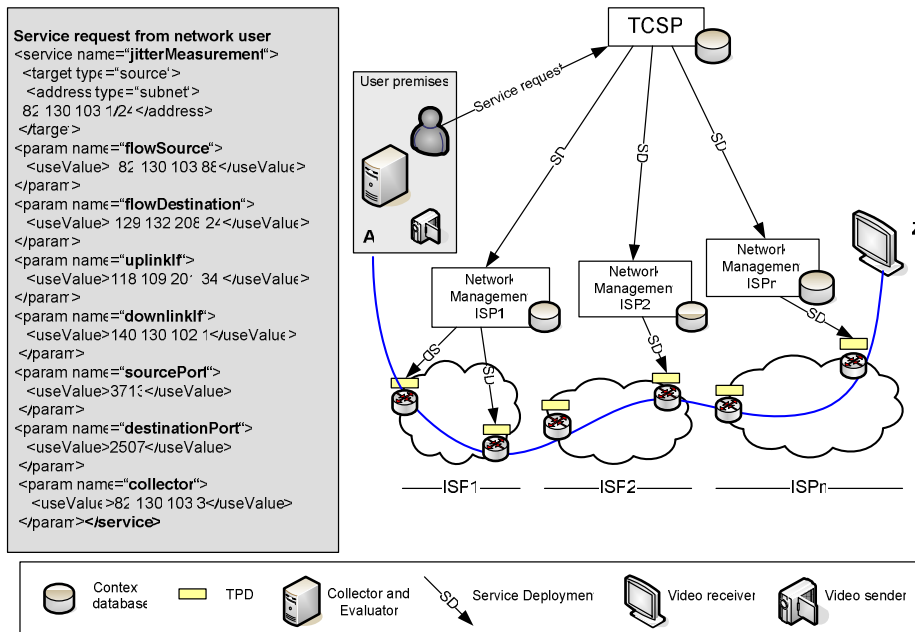 Service request from network user
<service name=“jitterMeasurement“>
<target type=“source“>
<address type=“subnet“>
82 130 103 1/24</address>
</target>
<param name=“flowSource“>
<useValue> 82 130 103 88</useValue>
</param>
<param name=“flowDestination“>
<useValue> 129 132 208 24</useValue>
</param>
<param name=“uplinkIf“>
<useValue>118 109 201 34 </useValue>
</param>
<param name=“downlinkIf“>
<useValue>140 130 102 1</useValue>
</param>
<param name=“sourcePort“>
<useValue>3713</useValue>
</param>
<param name=“destinationPort“>
<useValue>2507</useValue>
</param>
<param name=“collector“>
<useValue>82 130 103 3</useValue>
</param></service>
TCSP
User premises
Service request
A
SD
SD
SD
Z
Network
Management
ISP1
Network
Management
ISP2
Network
Management
ISPn
SD
SD
SD
SD
ISP1
ISP2
ISPn
Context
database
TPD
Collector and
Evaluator
SD
Service Deployment
Video receiver
Video sender